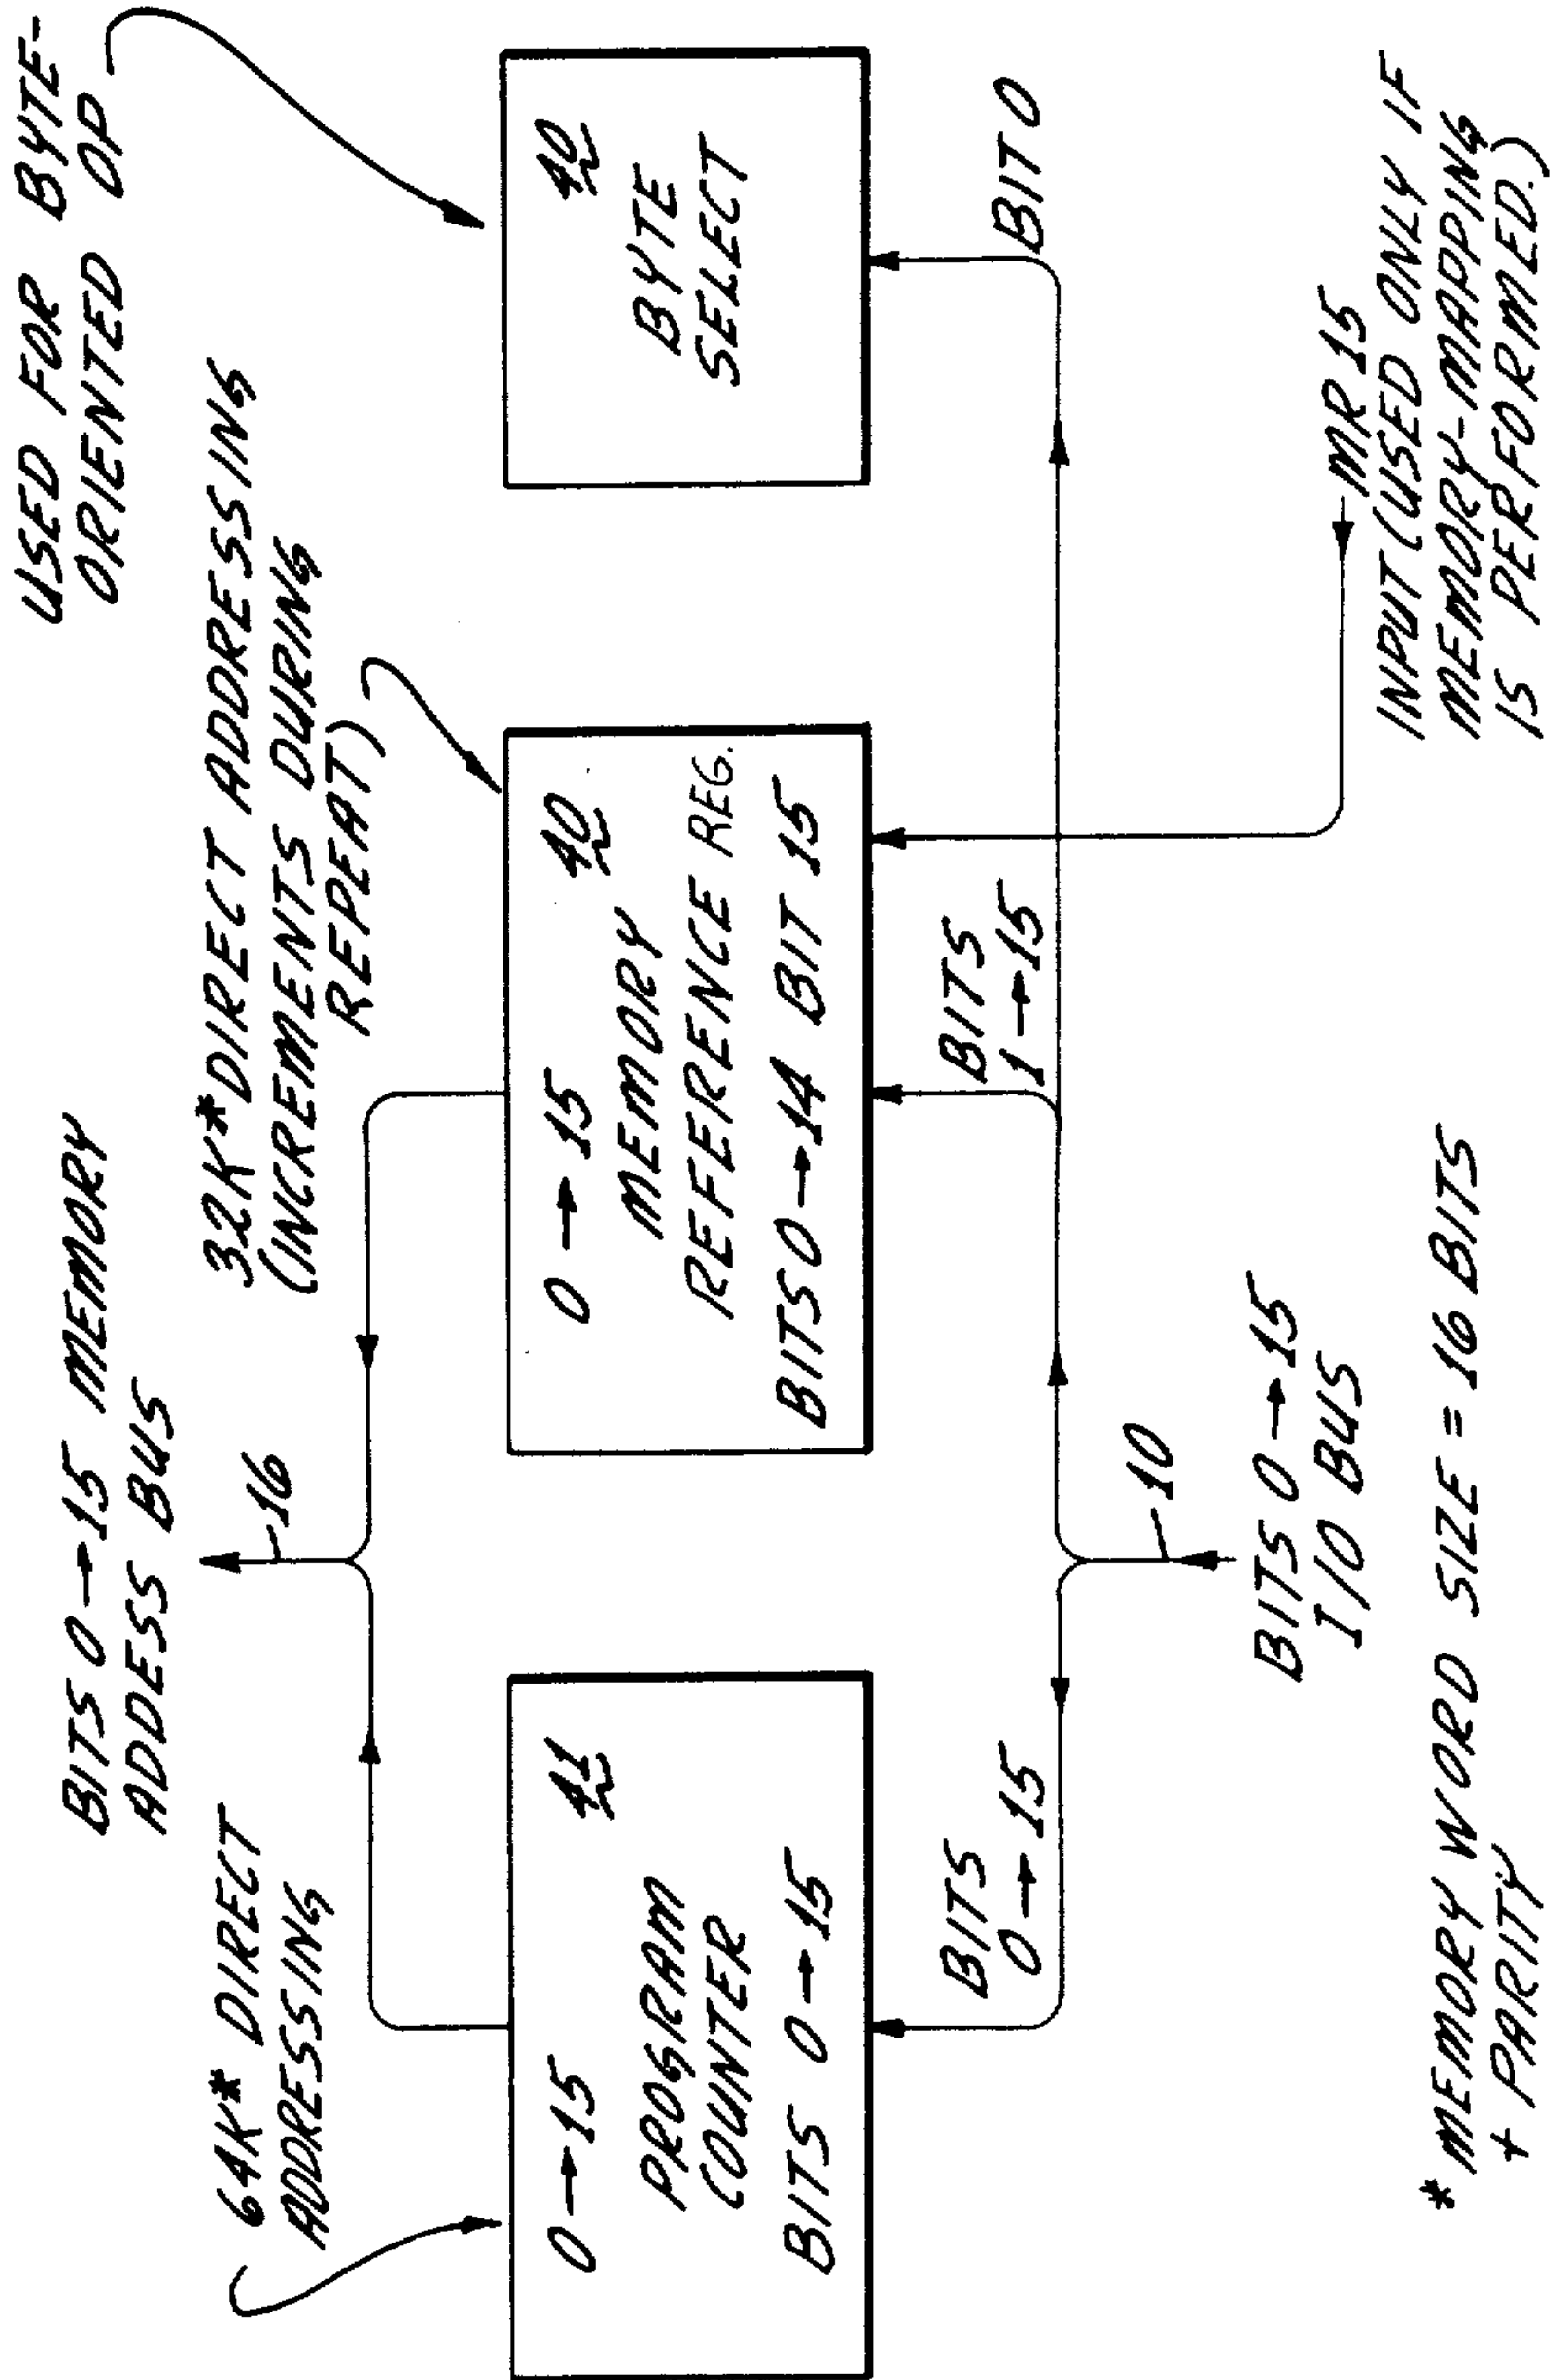 BITS 0→15 MEMORY
ADDESS BUS
16
64K* DIRECT
ADDRESSING
32K* DIRECT ADDRESSING
(INCREMENTS DURING
REPEAT)
USED FOR BYTE-
ORIENTED OP
0→15 41
PROGRAM
COUNTER
BITS 0→15
0→15 40
MEMORY
REFERENCE REG.
BITS 0→14 BIT 15
40
BYTE
SELECT
BITS
0→15
BITS
1→15
BIT 0
10
BITS 0→15
I/O BUS
MR 15
INPUT (USED ONLY IF
MEMORY-MAPPING
IS PERFORMED.)
*MEMORY WORD SIZE = 16 BITS
+ PARITY